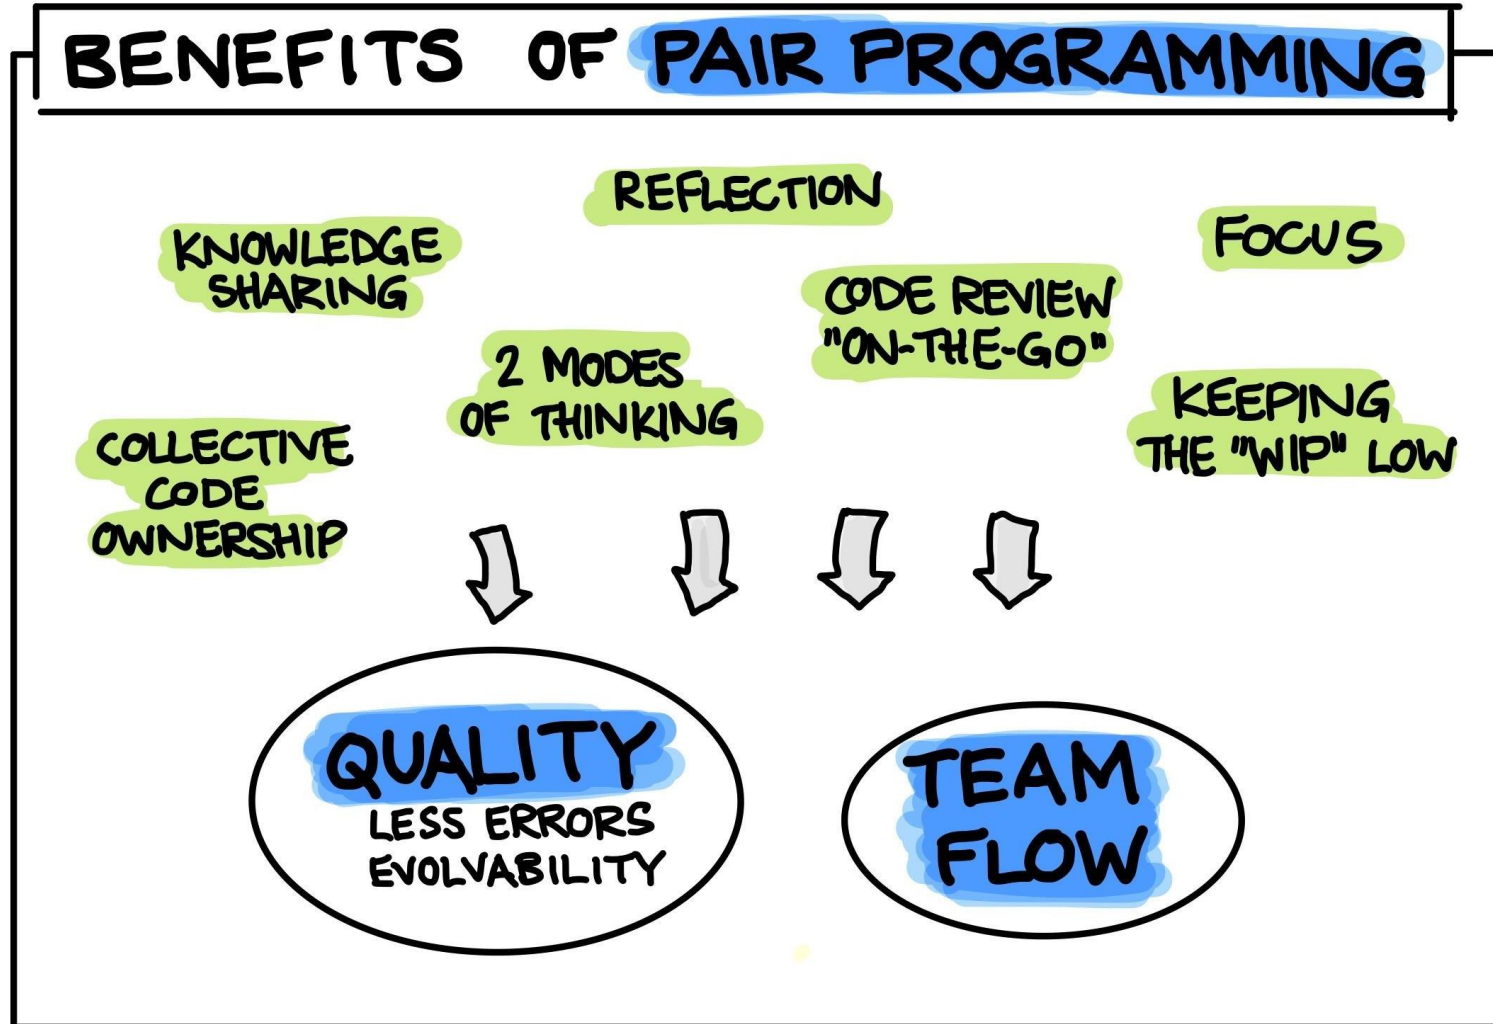 BENEFITS OF PAIR PROGRAMMING
REFLECTION
KNOWLEDGE
SHARING
FOCUS
CODE REVIEW
"ON-THE-GO"
2 MODES
OF THINKING
KEEPING
THE "WIP" LOW
COLLECTIVE
CODE
OWNERSHIP
QUALITY
LESS ERRORS
EVOLVABILITY
TEAM
FLOW